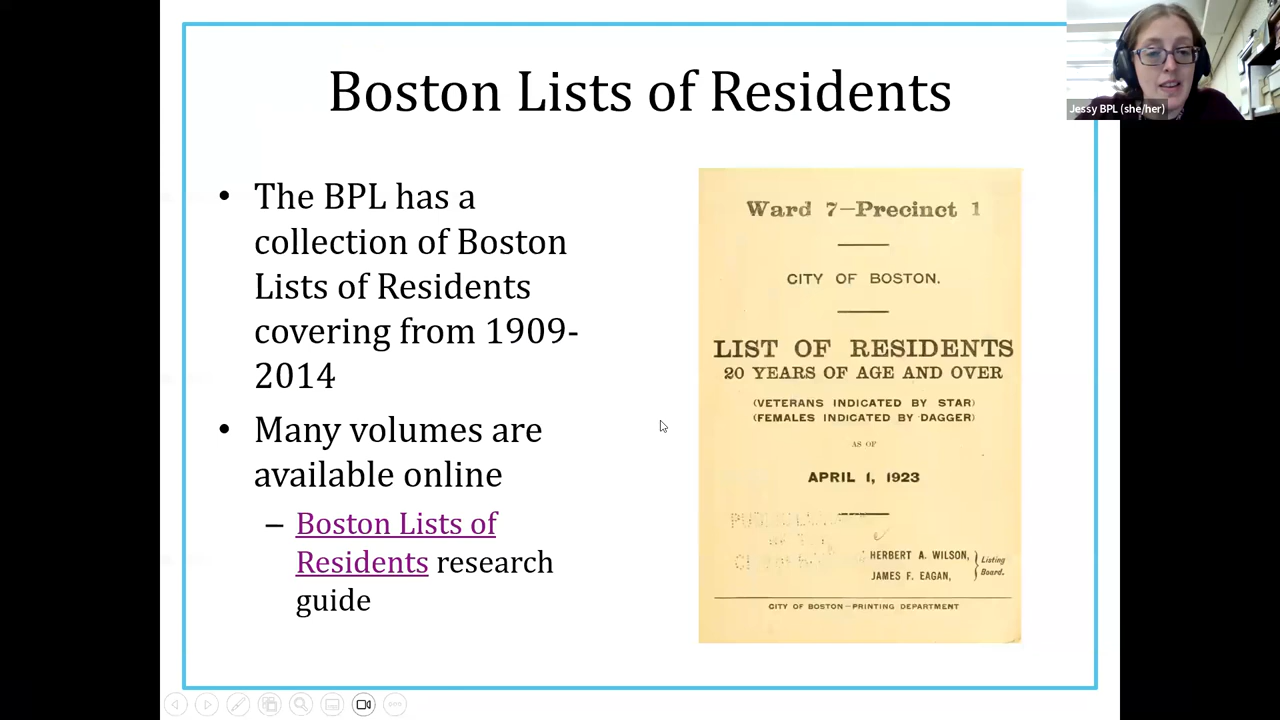 Boston Lists of Residents
Jessy BPL (she/her)
• The BPL has a
collection of Boston
Lists of Residents
covering from 1909-
2014
• Many volumes are
available online
– Boston Lists of
Residents research
guide
Ward 7—Precinct 1
CITY OF BOSTON.
LIST OF RESIDENTS
20 YEARS OF AGE AND OVER
(VETERANS INDICATED BY STAR)
(FEMALES INDICATED BY DAGGER)
AS OF
APRIL 1, 1923
HERBERT A. WILSON,
JAMES F. EAGAN,
Listing
Board.
CITY OF BOSTON—PRINTING DEPARTMENT